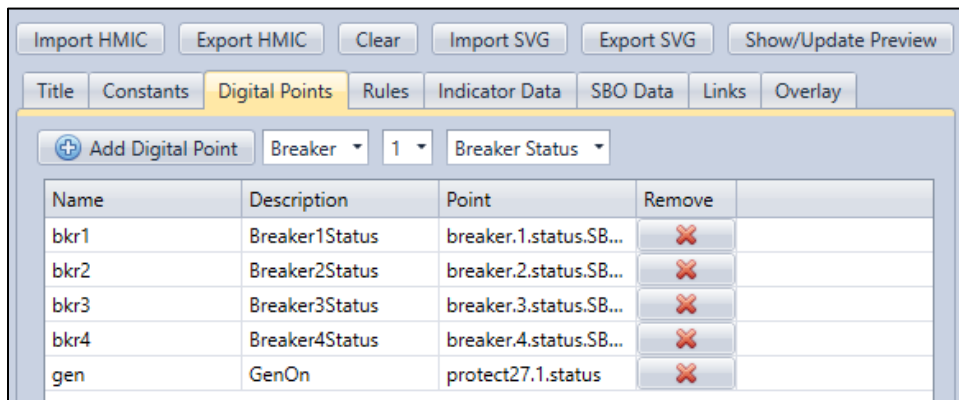 Import HMIC Export HMIC Clear Import SVG Export SVG Show/Update Preview
Title Constants Digital Points Rules Indicator Data SBO Data Links Overlay
Add Digital Point Breaker 1 Breaker Status
Name Description Point Remove
bkr1 Breaker1Status breaker.1.status.SB...
bkr2 Breaker2Status breaker.2.status.SB...
bkr3 Breaker3Status breaker.3.status.SB...
bkr4 Breaker4Status breaker.4.status.SB...
gen GenOn protect27.1.status